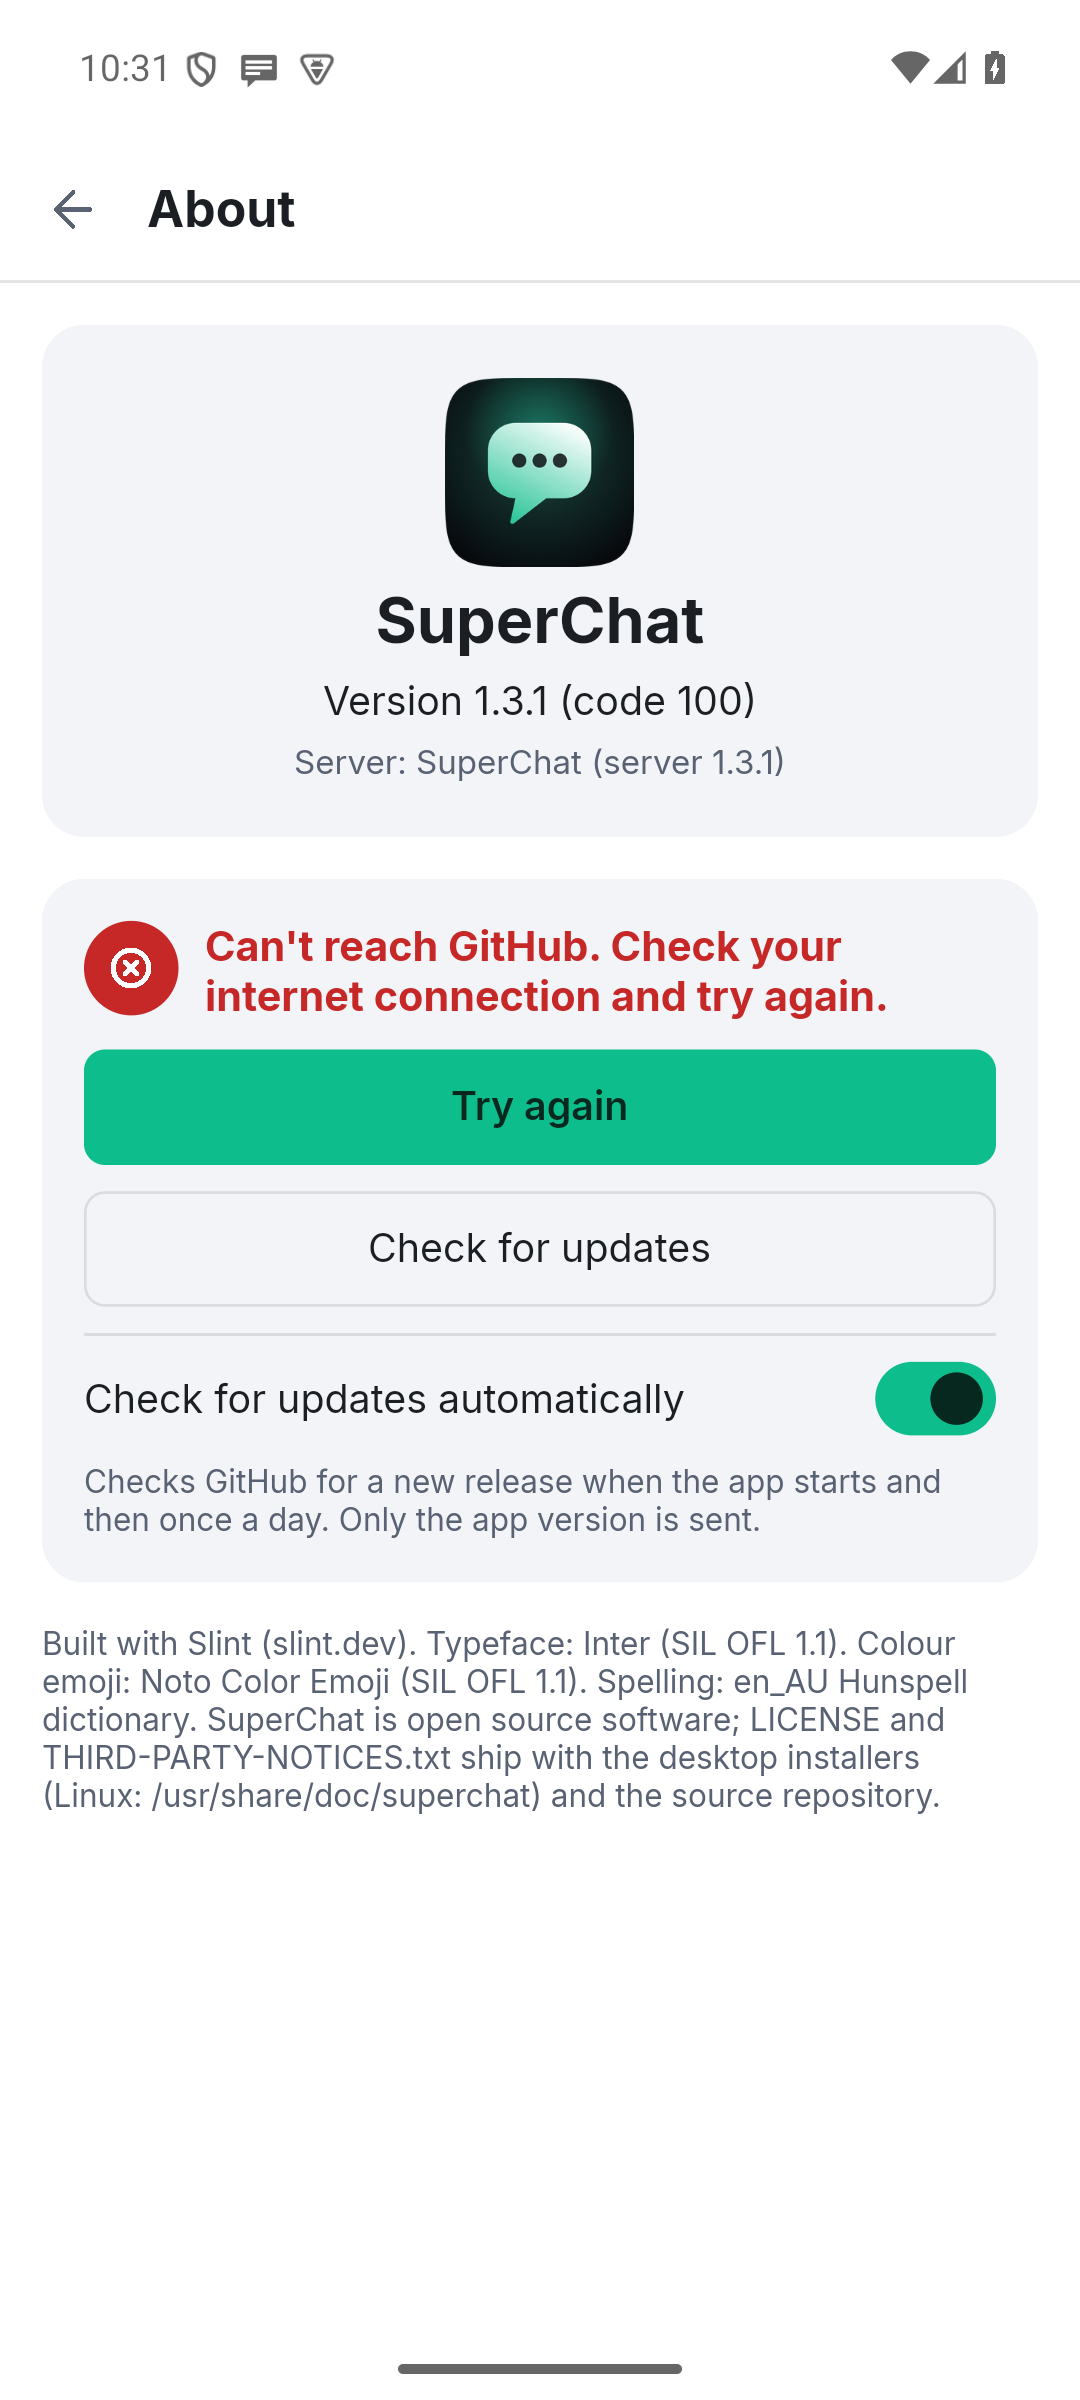 10:31
About
SuperChat
Version 1.3.1 (code 100)
Server: SuperChat (server 1.3.1)
Can't reach GitHub. Check your
internet connection and try again.
Try again
Check for updates
Check for updates automatically
Checks GitHub for a new release when the app starts and
then once a day. Only the app version is sent.
Built with Slint (slint.dev). Typeface: Inter (SIL OFL 1.1). Colour
emoji: Noto Color Emoji (SIL OFL 1.1). Spelling: en_AU Hunspell
dictionary. SuperChat is open source software; LICENSE and
THIRD-PARTY-NOTICES.txt ship with the desktop installers
(Linux: /usr/share/doc/superchat) and the source repository.